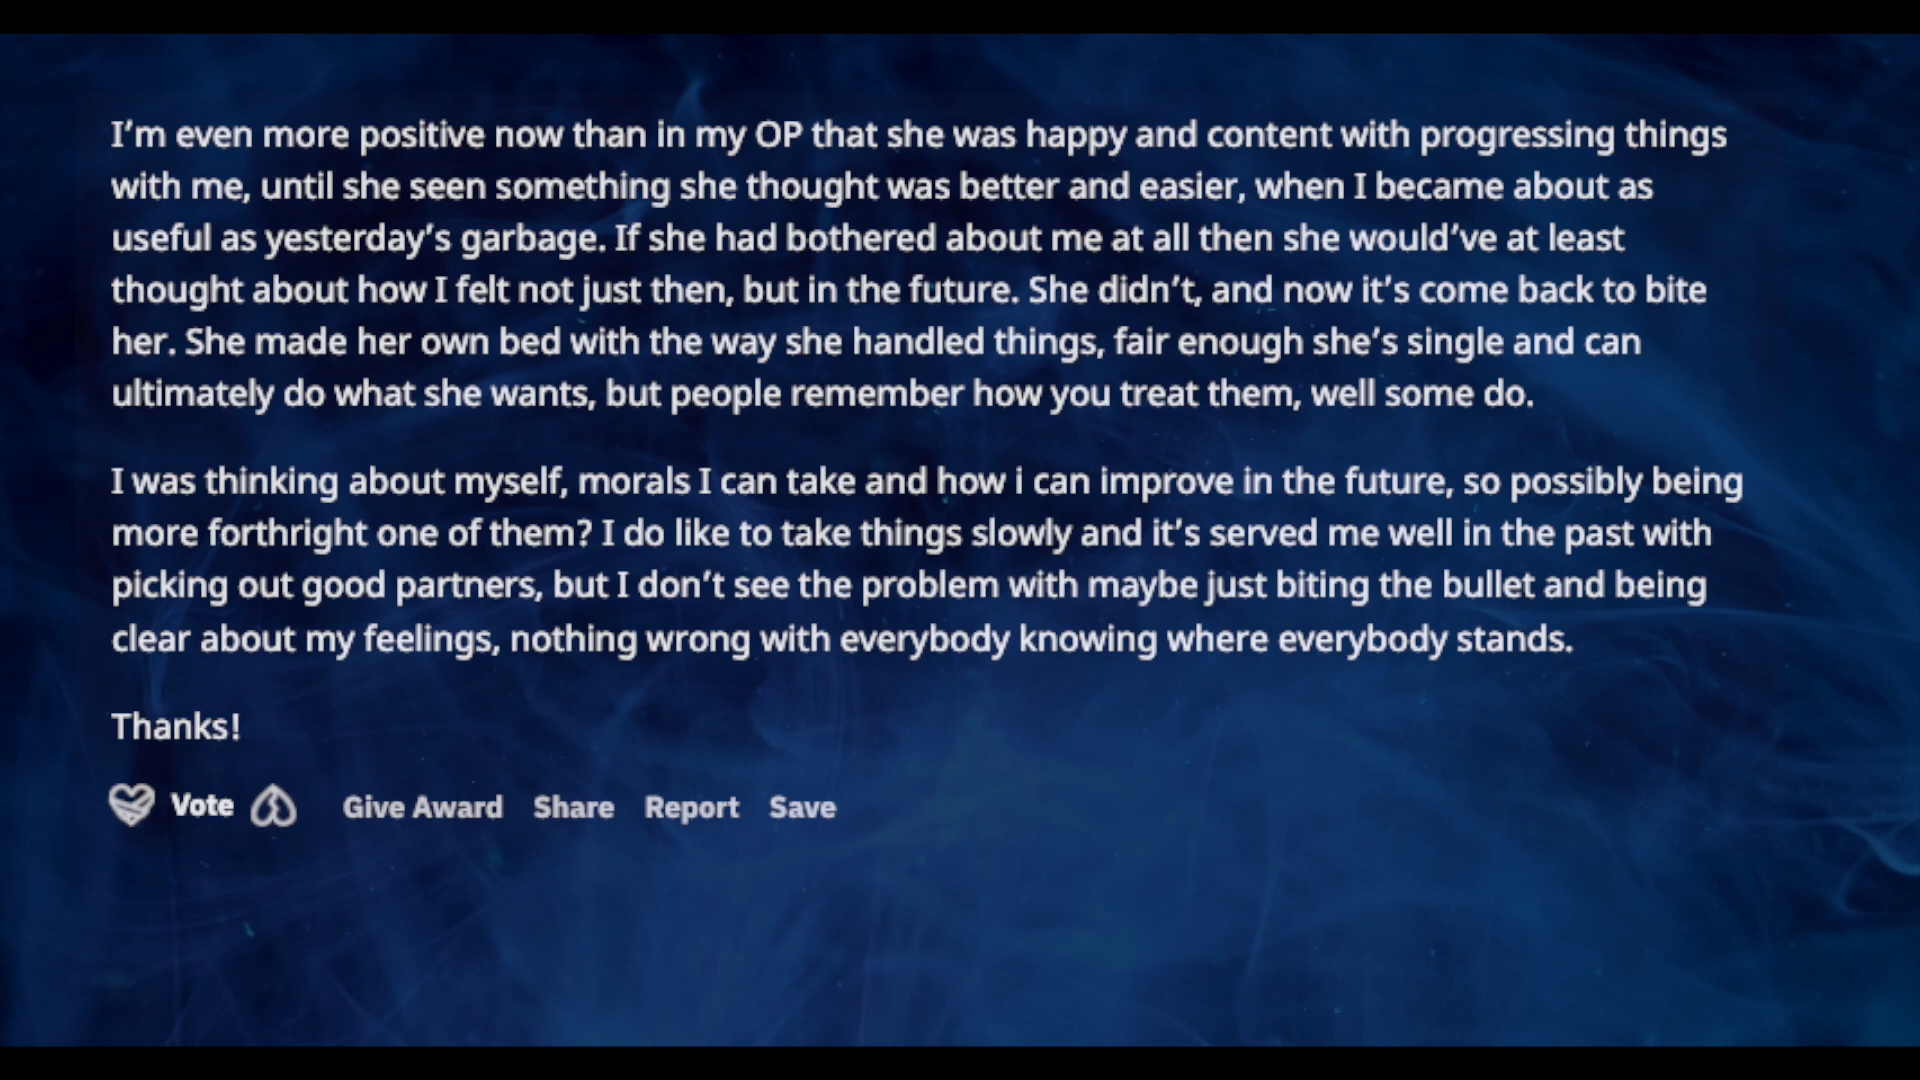 I’m even more positive now than in my OP that she was happy and content with progressing things
with me, until she seen something she thought was better and easier, when I became about as
useful as yesterday’s garbage. If she had bothered about me at all then she would’ve at least
thought about how I felt not just then, but in the future. She didn’t, and now it’s come back to bite
her. She made her own bed with the way she handled things, fair enough she’s single and can
ultimately do what she wants, but people remember how you treat them, well some do.
I was thinking about myself, morals I can take and how i can improve in the future, so possibly being
more forthright one of them? I do like to take things slowly and it’s served me well in the past with
picking out good partners, but I don’t see the problem with maybe just biting the bullet and being
clear about my feelings, nothing wrong with everybody knowing where everybody stands.
Thanks!
Vote Give Award Share Report Save